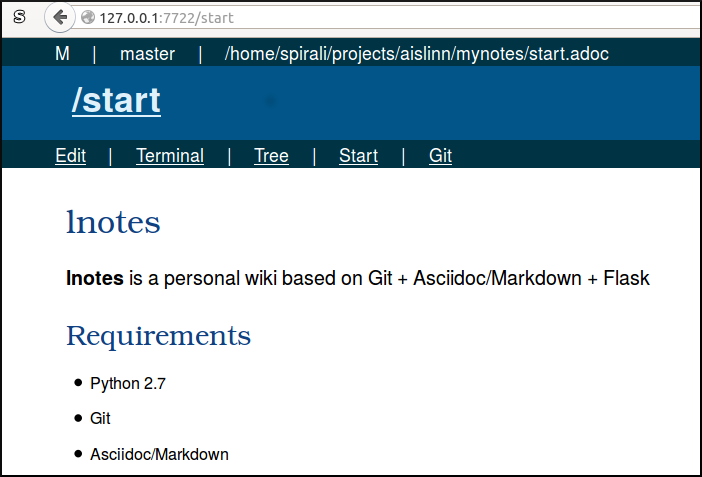 S 127.0.0.1:7722/start
M | master | /home/spirali/projects/aislinn/mynotes/start.adoc
/start
Edit | Terminal | Tree | Start | Git
lnotes
lnotes is a personal wiki based on Git + Asciidoc/Markdown + Flask
Requirements
• Python 2.7
• Git
• Asciidoc/Markdown